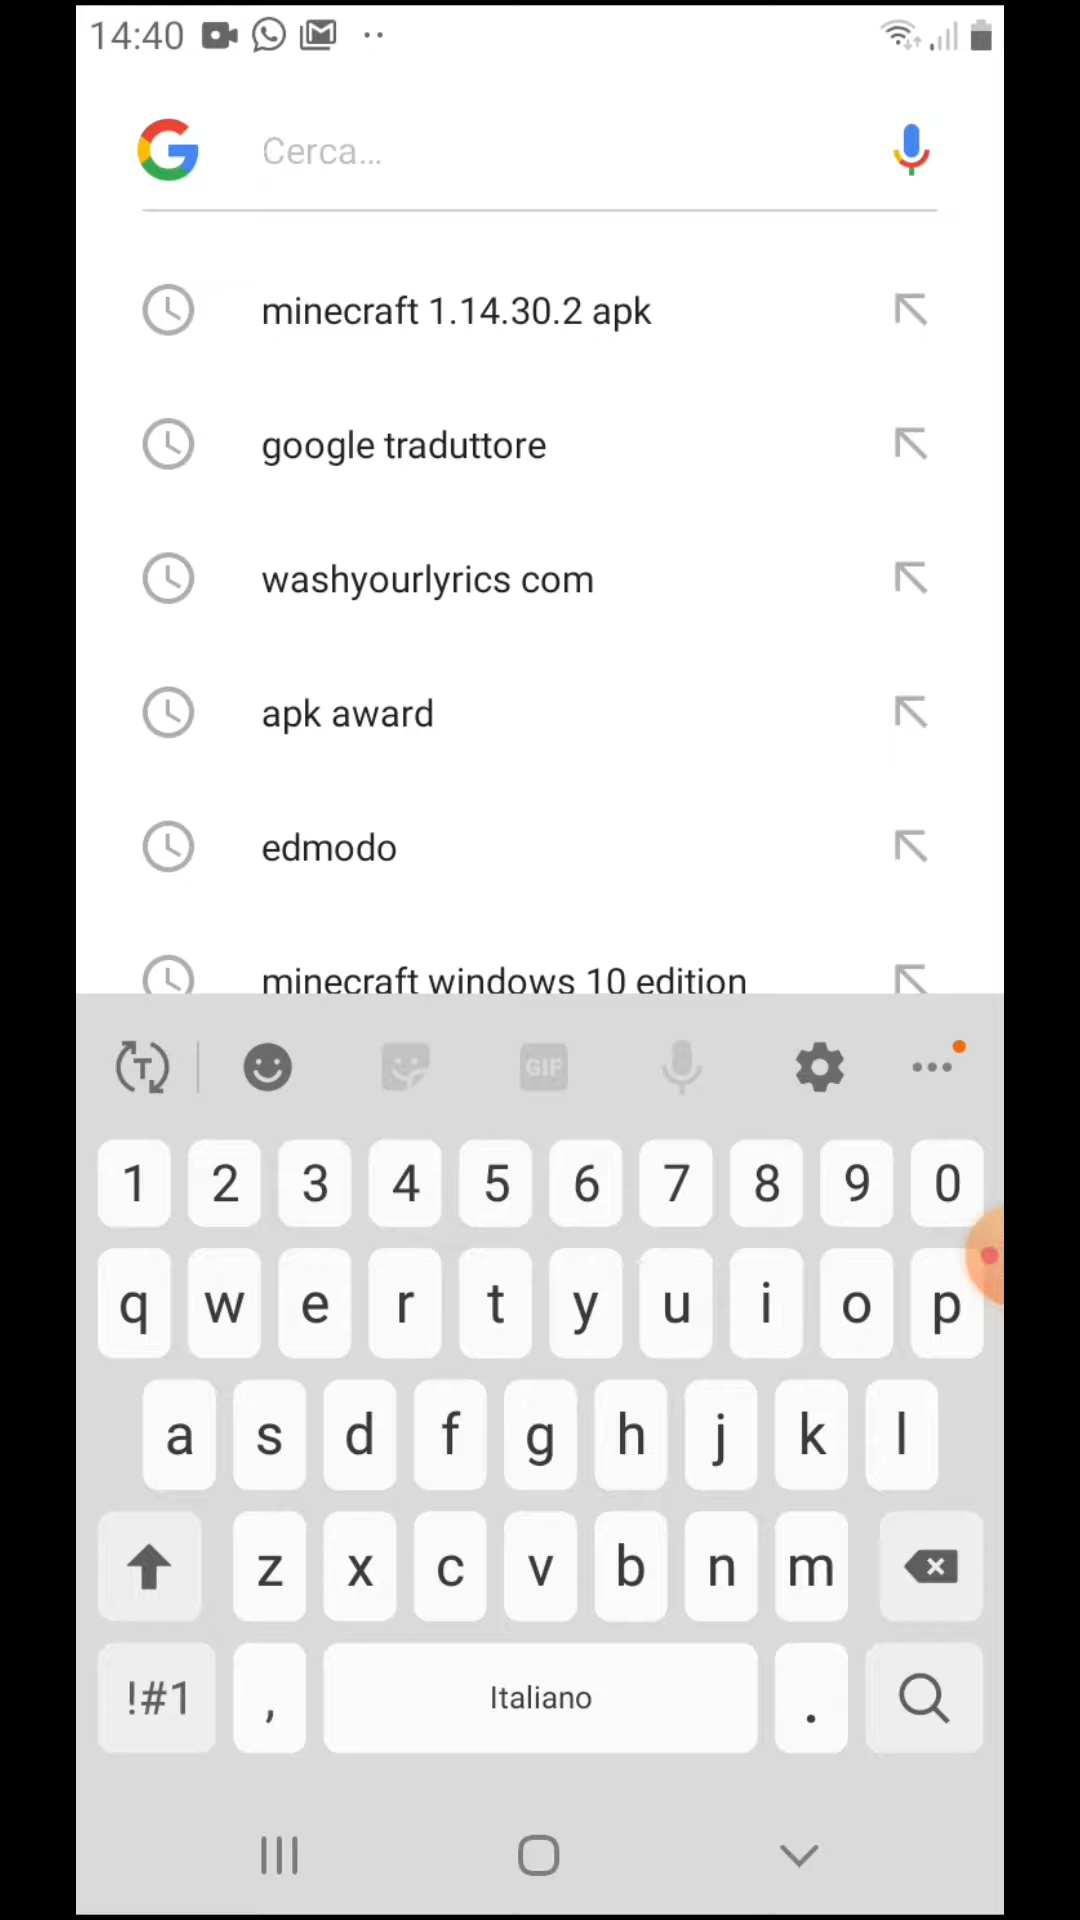 14:40
Cerca...
minecraft 1.14.30.2 apk
google traduttore
washyourlyrics com
apk award
edmodo
minecraft windows 10 edition
T
GIF
1 2 3 4 5 6 7 8 9 0
q w e r t y u i o p
a s d f g h j k l
z x c v b n m
!#1 , Italiano .